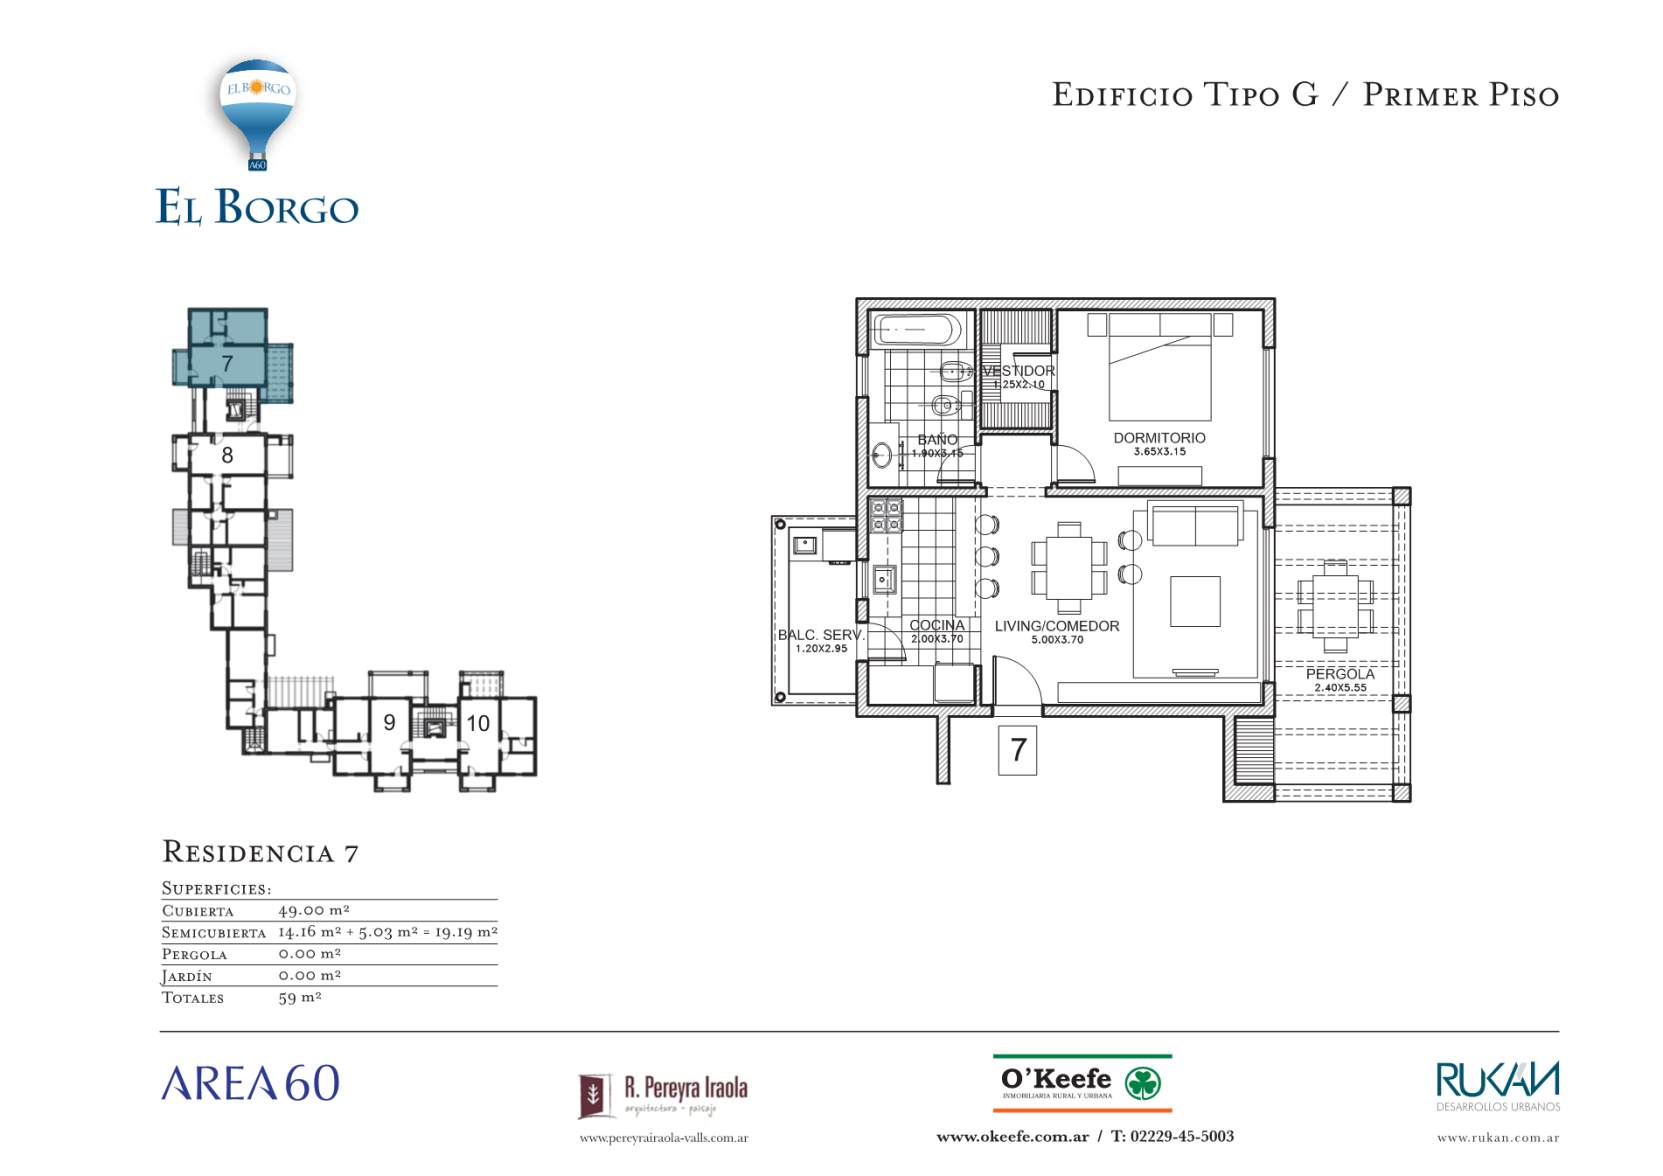 EL BORGO
A60
EL BORGO
EDIFICIO TIPO G / PRIMER PISO
7
8
9
10
BAÑO
1.90X3.15
VESTIDOR
1.25X2.10
DORMITORIO
3.65X3.15
BALC. SERV.
1.20X2.95
COCINA
2.00X3.70
LIVING/COMEDOR
5.00X3.70
PERGOLA
2.40X5.55
7
RESIDENCIA 7
SUPERFICIES:
CUBIERTA 49.00 m²
SEMICUBIERTA 14.16 m² + 5.03 m² = 19.19 m²
PERGOLA 0.00 m²
JARDÍN 0.00 m²
TOTALES 59 m²
AREA60
R. Pereyra Iraola
arquitectura - paisaje
www.pereyrairaola-valls.com.ar
O'Keefe
INMOBILIARIA RURAL Y URBANA
www.okeefe.com.ar / T: 02229-45-5003
RUKAN
DESARROLLOS URBANOS
www.rukan.com.ar